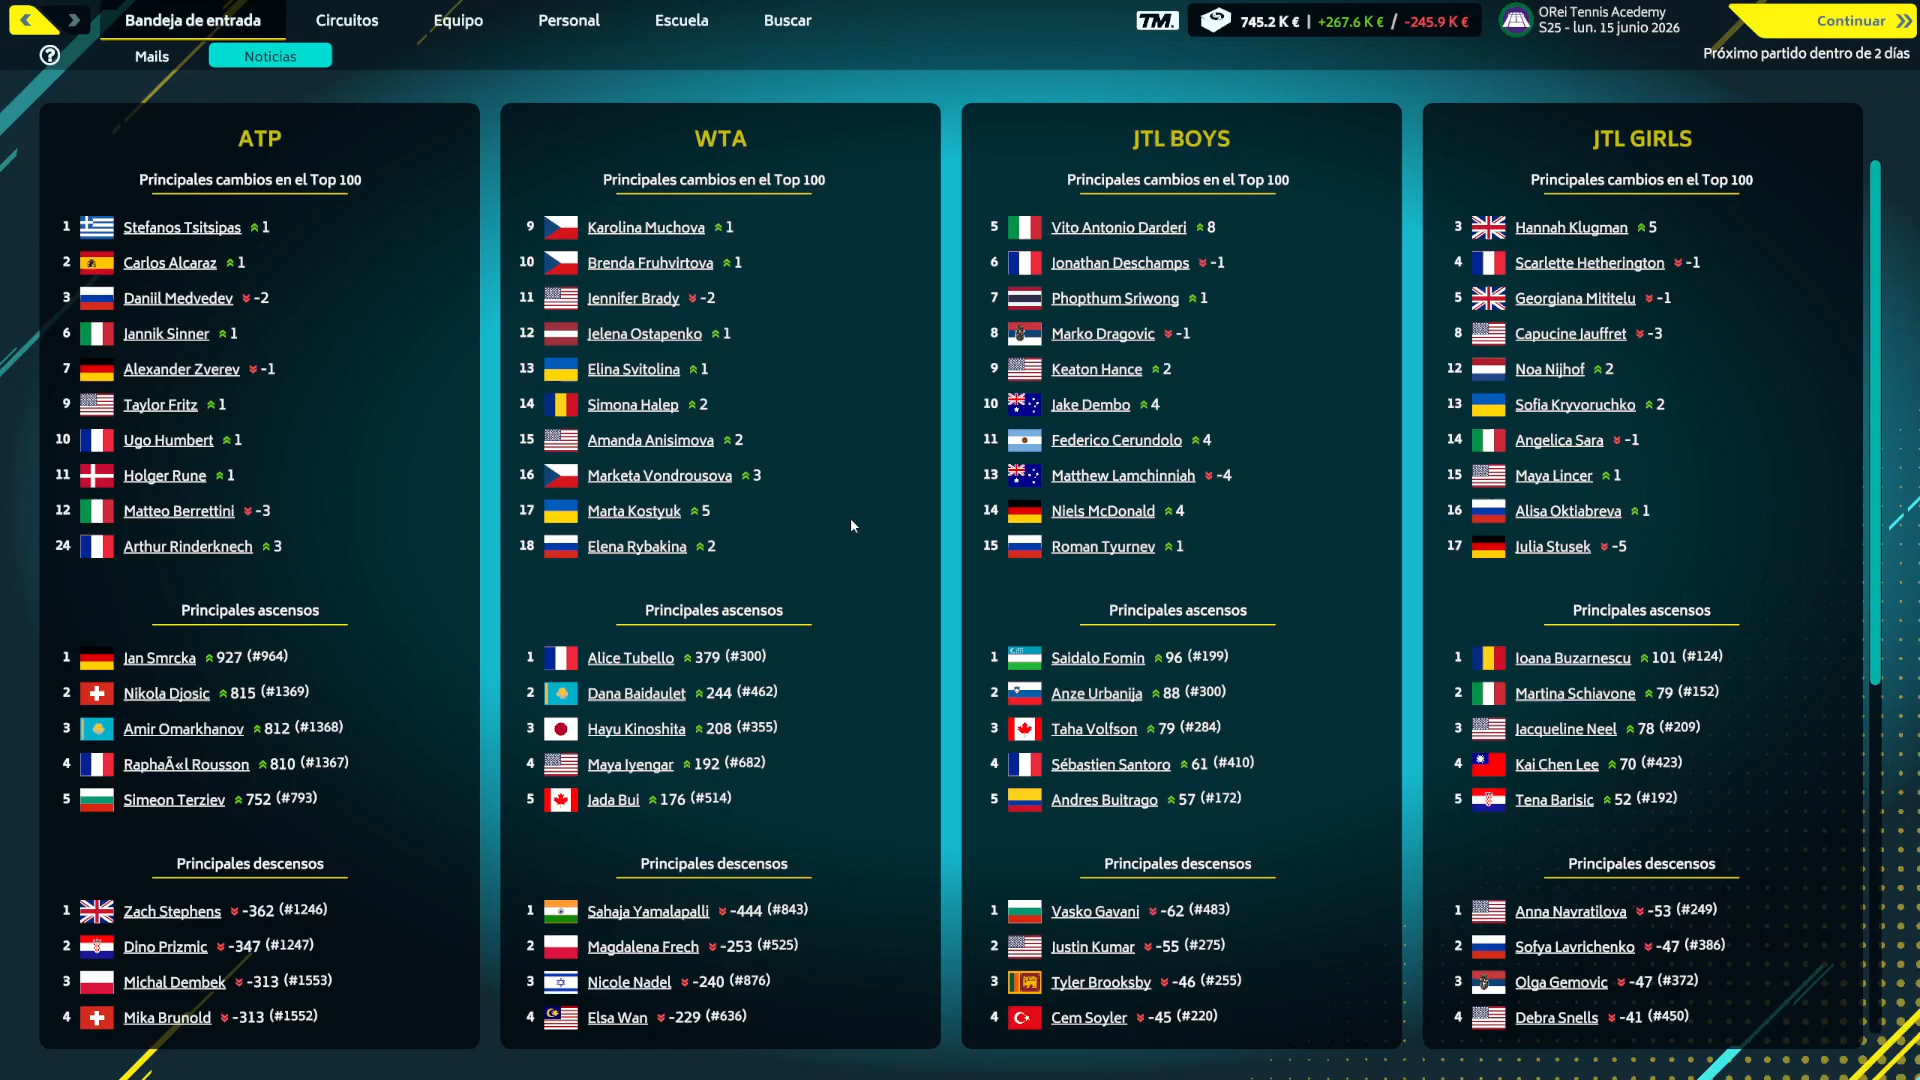 Bandeja de entrada
Circuitos
Equipo
Personal
Escuela
Buscar
TM.
745.2 K € | +267.6 K € / -245.9 K €
ORei Tennis Acedemy
S25 - lun. 15 junio 2026
Continuar
Próximo partido dentro de 2 días
?
Mails
Noticias
ATP
Principales cambios en el Top 100
1 Stefanos Tsitsipas 1
2 Carlos Alcaraz 1
3 Daniil Medvedev -2
6 Jannik Sinner 1
7 Alexander Zverev -1
9 Taylor Fritz 1
10 Ugo Humbert 1
11 Holger Rune 1
12 Matteo Berrettini -3
24 Arthur Rinderknech 3
Principales ascensos
1 Jan Smrcka 927 (#964)
2 Nikola Djosic 815 (#1369)
3 Amir Omarkhanov 812 (#1368)
4 RaphaÃ«l Rousson 810 (#1367)
5 Simeon Terziev 752 (#793)
Principales descensos
1 Zach Stephens -362 (#1246)
2 Dino Prizmic -347 (#1247)
3 Michal Dembek -313 (#1553)
4 Mika Brunold -313 (#1552)
WTA
Principales cambios en el Top 100
9 Karolina Muchova 1
10 Brenda Fruhvirtova 1
11 Jennifer Brady -2
12 Jelena Ostapenko 1
13 Elina Svitolina 1
14 Simona Halep 2
15 Amanda Anisimova 2
16 Marketa Vondrousova 3
17 Marta Kostyuk 5
18 Elena Rybakina 2
Principales ascensos
1 Alice Tubello 379 (#300)
2 Dana Baidaulet 244 (#462)
3 Hayu Kinoshita 208 (#355)
4 Maya Iyengar 192 (#682)
5 Jada Bui 176 (#514)
Principales descensos
1 Sahaja Yamalapalli -444 (#843)
2 Magdalena Frech -253 (#525)
3 Nicole Nadel -240 (#876)
4 Elsa Wan -229 (#636)
JTL BOYS
Principales cambios en el Top 100
5 Vito Antonio Darderi 8
6 Jonathan Deschamps -1
7 Phopthum Sriwong 1
8 Marko Dragovic -1
9 Keaton Hance 2
10 Jake Dembo 4
11 Federico Cerundolo 4
13 Matthew Lamchinniah -4
14 Niels McDonald 4
15 Roman Tyurnev 1
Principales ascensos
1 Saidalo Fomin 96 (#199)
2 Anze Urbanija 88 (#300)
3 Taha Volfson 79 (#284)
4 Sébastien Santoro 61 (#410)
5 Andres Buitrago 57 (#172)
Principales descensos
1 Vasko Gavani -62 (#483)
2 Justin Kumar -55 (#275)
3 Tyler Brooksby -46 (#255)
4 Cem Soyler -45 (#220)
JTL GIRLS
Principales cambios en el Top 100
3 Hannah Klugman 5
4 Scarlette Hetherington -1
5 Georgiana Mititelu -1
8 Capucine Jauffret -3
12 Noa Nijhof 2
13 Sofia Kryvoruchko 2
14 Angelica Sara -1
15 Maya Lincer 1
16 Alisa Oktiabreva 1
17 Julia Stusek -5
Principales ascensos
1 Ioana Buzarnescu 101 (#124)
2 Martina Schiavone 79 (#152)
3 Jacqueline Neel 78 (#209)
4 Kai Chen Lee 70 (#423)
5 Tena Barisic 52 (#192)
Principales descensos
1 Anna Navratilova -53 (#249)
2 Sofya Lavrichenko -47 (#386)
3 Olga Gemovic -47 (#372)
4 Debra Snells -41 (#450)